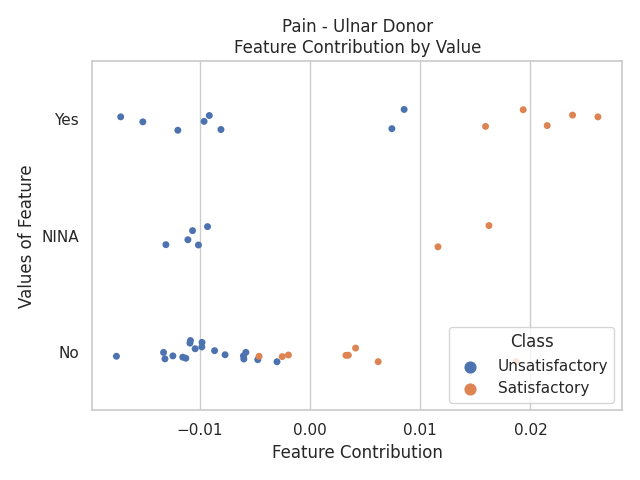 Pain - Ulnar Donor
Feature Contribution by Value
Values of Feature
Yes
NINA
No
Class
Unsatisfactory
Satisfactory
−0.01
0.00
0.01
0.02
Feature Contribution